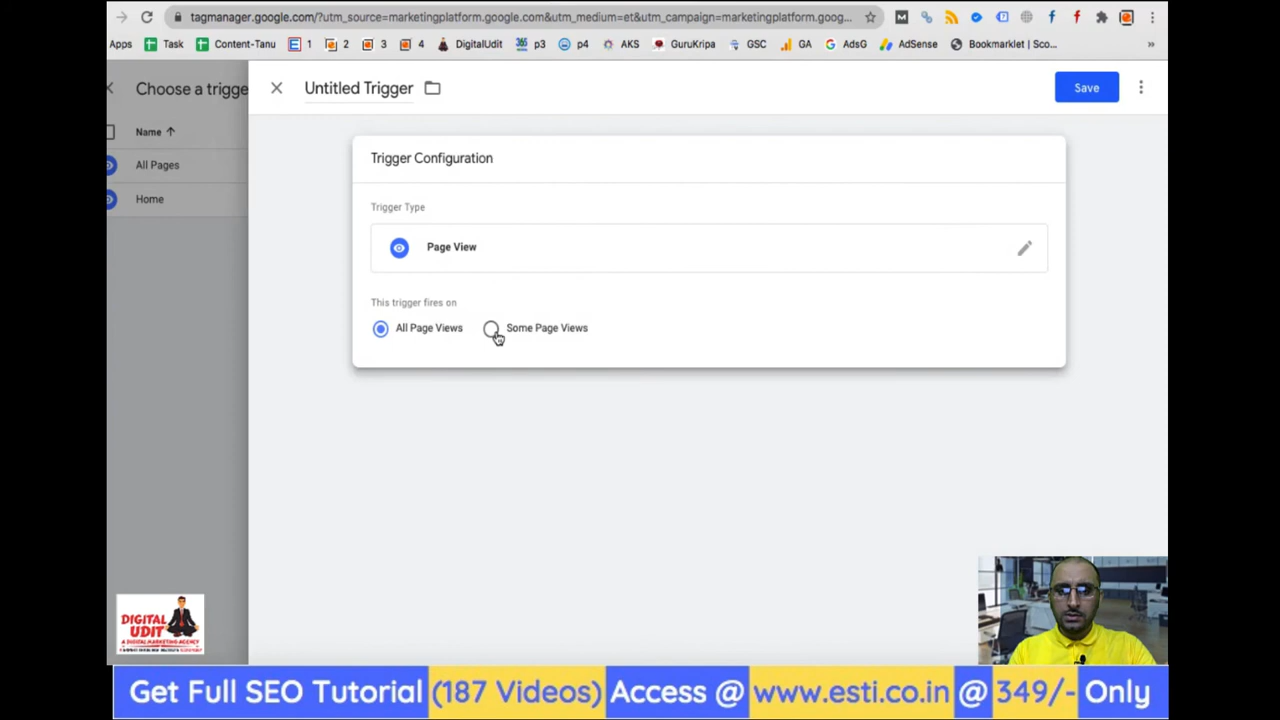 tagmanager.google.com/?utm_source=marketingplatform.google.com&utm_medium=et&utm_campaign=marketingplatform.goog...
Apps Task Content-Tanu 1 2 3 4 DigitalUdit p3 p4 AKS GuruKripa GSC GA AdsG AdSense Bookmarklet | Sco... »
Choose a trigge
Untitled Trigger
Save
Name
All Pages
Home
Trigger Configuration
Trigger Type
Page View
This trigger fires on
All Page Views Some Page Views
DIGITAL
UDIT
A DIGITAL MARKETING AGENCY
Get Full SEO Tutorial (187 Videos) Access @ www.esti.co.in @ 349/- Only